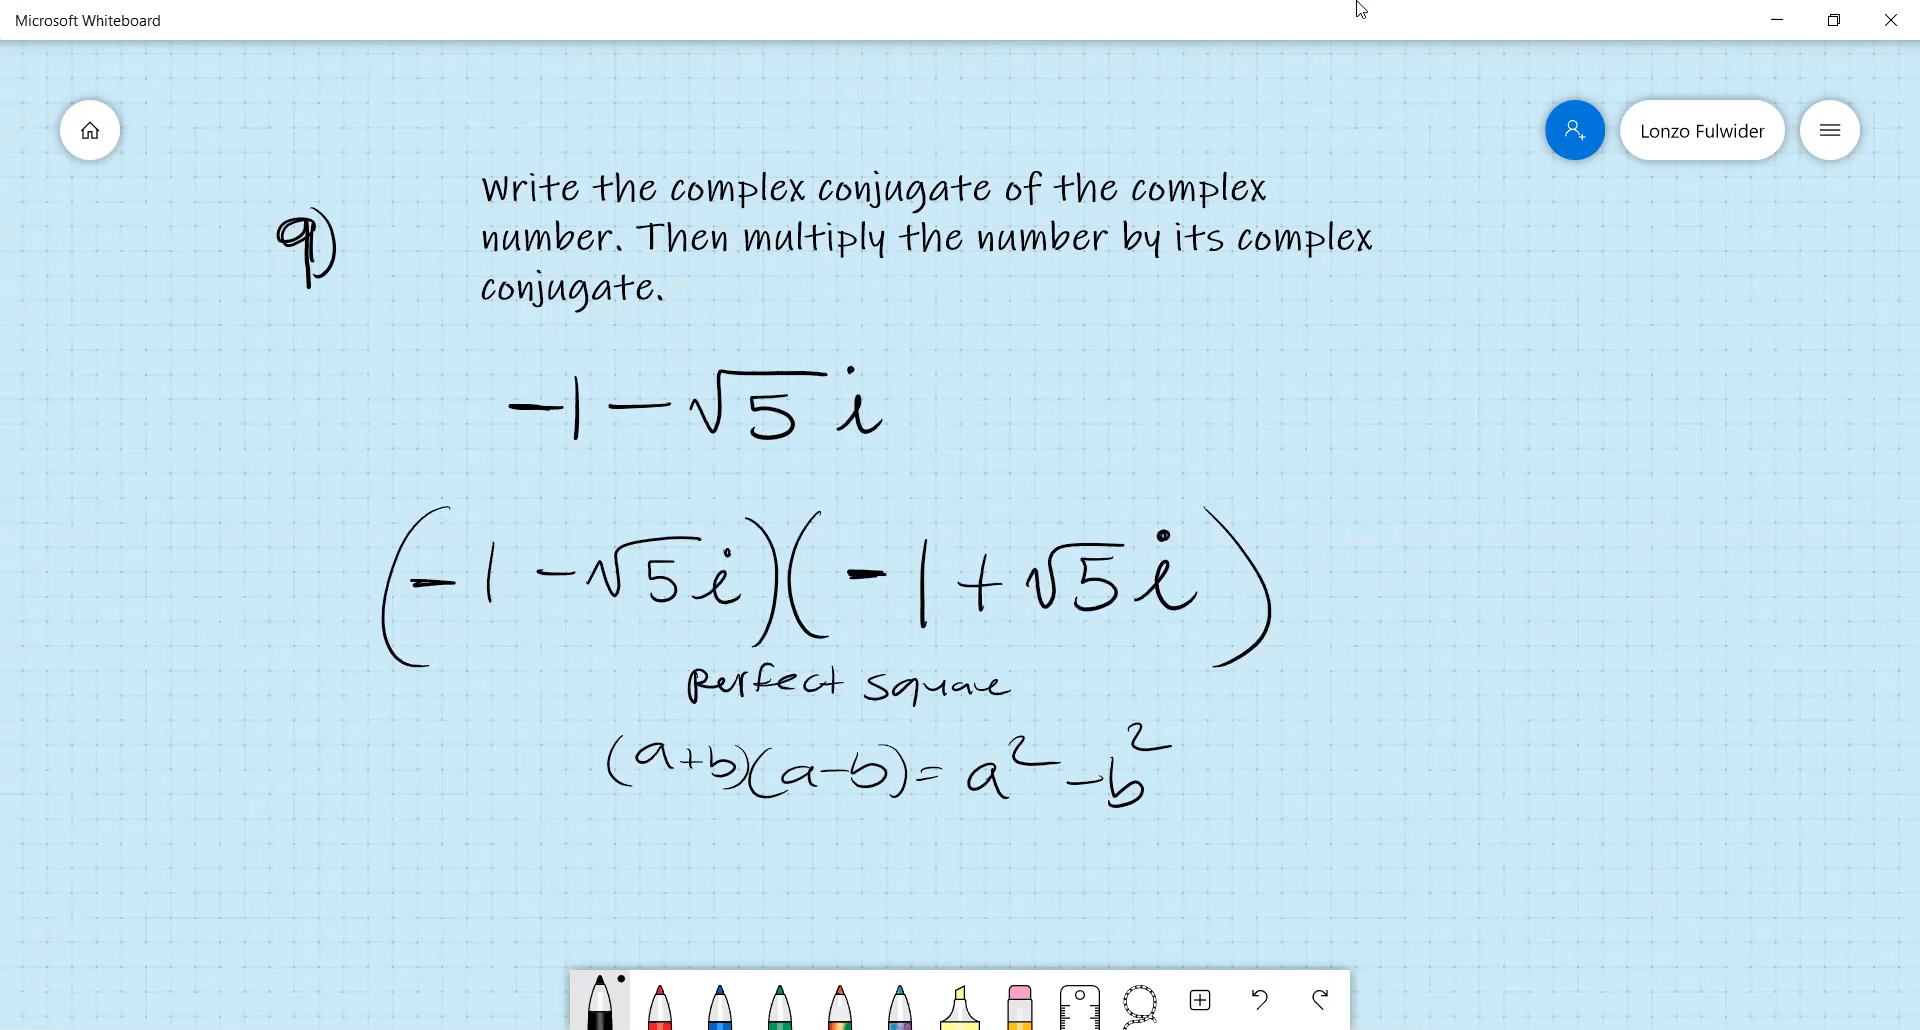 Microsoft Whiteboard
Lonzo Fulwider
9)
Write the complex conjugate of the complex
number. Then multiply the number by its complex
conjugate.
-1-√5 i
(-1-√5i)(-1+√5i)
perfect square
(a+b)(a-b)=a²-b²